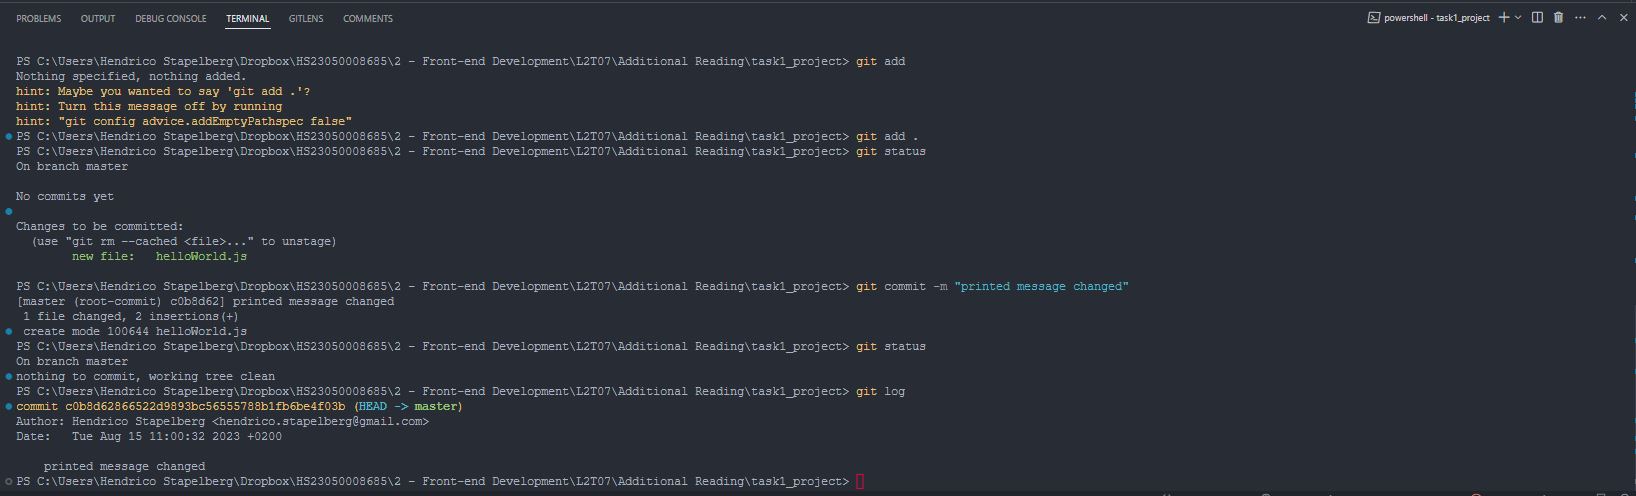 PROBLEMS OUTPUT DEBUG CONSOLE TERMINAL GITLENS COMMENTS powershell - task1_project
PS C:\Users\Hendrico Stapelberg\Dropbox\HS23050008685\2 - Front-end Development\L2T07\Additional Reading\task1_project> git add
Nothing specified, nothing added.
hint: Maybe you wanted to say 'git add .'?
hint: Turn this message off by running
hint: "git config advice.addEmptyPathspec false"
PS C:\Users\Hendrico Stapelberg\Dropbox\HS23050008685\2 - Front-end Development\L2T07\Additional Reading\task1_project> git add .
PS C:\Users\Hendrico Stapelberg\Dropbox\HS23050008685\2 - Front-end Development\L2T07\Additional Reading\task1_project> git status
On branch master
No commits yet
Changes to be committed:
(use "git rm --cached <file>..." to unstage)
new file:   helloWorld.js
PS C:\Users\Hendrico Stapelberg\Dropbox\HS23050008685\2 - Front-end Development\L2T07\Additional Reading\task1_project> git commit -m "printed message changed"
[master (root-commit) c0b8d62] printed message changed
1 file changed, 2 insertions(+)
create mode 100644 helloWorld.js
PS C:\Users\Hendrico Stapelberg\Dropbox\HS23050008685\2 - Front-end Development\L2T07\Additional Reading\task1_project> git status
On branch master
nothing to commit, working tree clean
PS C:\Users\Hendrico Stapelberg\Dropbox\HS23050008685\2 - Front-end Development\L2T07\Additional Reading\task1_project> git log
commit c0b8d62866522d9893bc56555788b1fb6be4f03b (HEAD -> master)
Author: Hendrico Stapelberg <hendrico.stapelberg@gmail.com>
Date:   Tue Aug 15 11:00:32 2023 +0200
printed message changed
PS C:\Users\Hendrico Stapelberg\Dropbox\HS23050008685\2 - Front-end Development\L2T07\Additional Reading\task1_project>